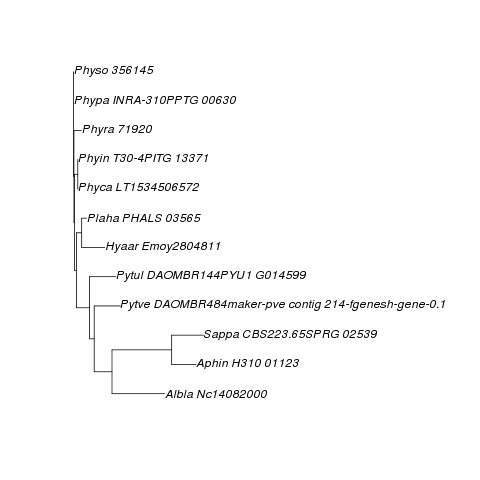 Physo 356145
Phypa INRA-310PPTG 00630
Phyra 71920
Phyin T30-4PITG 13371
Phyca LT1534506572
Plaha PHALS 03565
Hyaar Emoy2804811
Pytul DAOMBR144PYU1 G014599
Pytve DAOMBR484maker-pve contig 214-fgenesh-gene-0.1
Sappa CBS223.65SPRG 02539
Aphin H310 01123
Albla Nc14082000